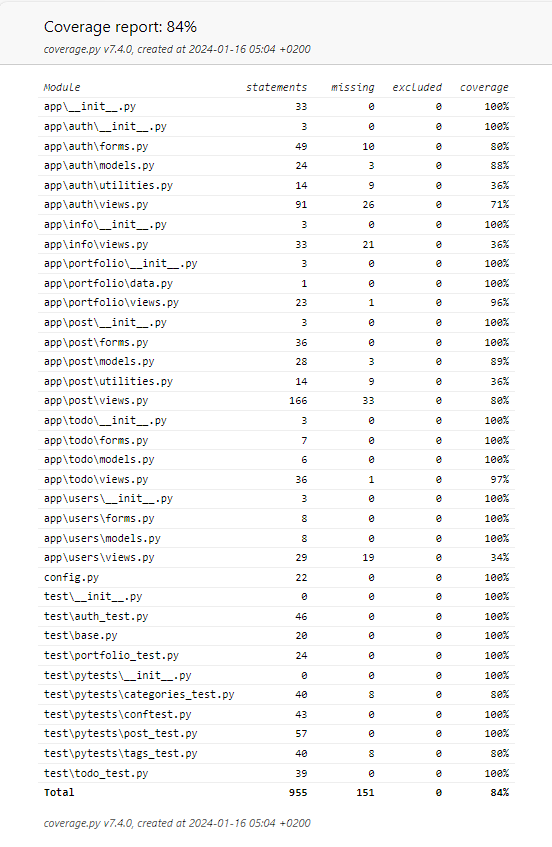 Coverage report: 84%
coverage.py v7.4.0, created at 2024-01-16 05:04 +0200
Module statements missing excluded coverage
app\__init__.py 33 0 0 100%
app\auth\__init__.py 3 0 0 100%
app\auth\forms.py 49 10 0 80%
app\auth\models.py 24 3 0 88%
app\auth\utilities.py 14 9 0 36%
app\auth\views.py 91 26 0 71%
app\info\__init__.py 3 0 0 100%
app\info\views.py 33 21 0 36%
app\portfolio\__init__.py 3 0 0 100%
app\portfolio\data.py 1 0 0 100%
app\portfolio\views.py 23 1 0 96%
app\post\__init__.py 3 0 0 100%
app\post\forms.py 36 0 0 100%
app\post\models.py 28 3 0 89%
app\post\utilities.py 14 9 0 36%
app\post\views.py 166 33 0 80%
app\todo\__init__.py 3 0 0 100%
app\todo\forms.py 7 0 0 100%
app\todo\models.py 6 0 0 100%
app\todo\views.py 36 1 0 97%
app\users\__init__.py 3 0 0 100%
app\users\forms.py 8 0 0 100%
app\users\models.py 8 0 0 100%
app\users\views.py 29 19 0 34%
config.py 22 0 0 100%
test\__init__.py 0 0 0 100%
test\auth_test.py 46 0 0 100%
test\base.py 20 0 0 100%
test\portfolio_test.py 24 0 0 100%
test\pytests\__init__.py 0 0 0 100%
test\pytests\categories_test.py 40 8 0 80%
test\pytests\conftest.py 43 0 0 100%
test\pytests\post_test.py 57 0 0 100%
test\pytests\tags_test.py 40 8 0 80%
test\todo_test.py 39 0 0 100%
Total 955 151 0 84%
coverage.py v7.4.0, created at 2024-01-16 05:04 +0200